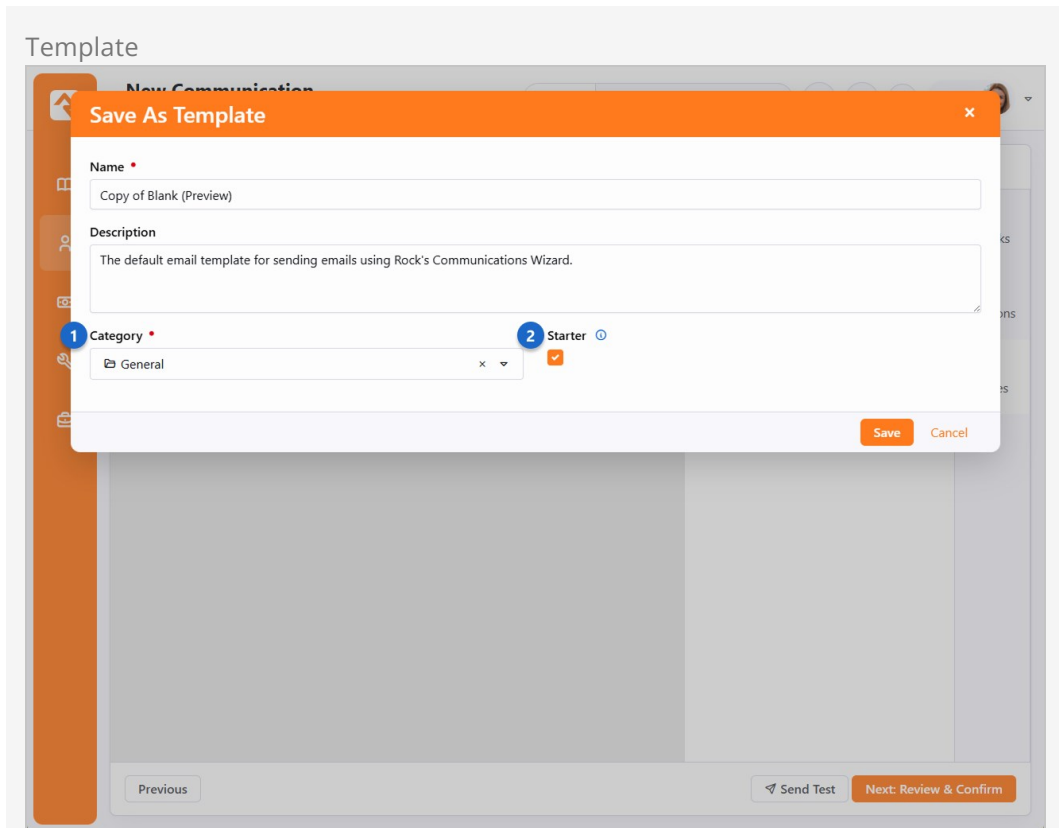 Template
New Communication
Save As Template
×
Name •
Copy of Blank (Preview)
Description
The default email template for sending emails using Rock's Communications Wizard.
1 Category •
2 Starter
General ×
Save Cancel
Previous
Send Test
Next: Review & Confirm